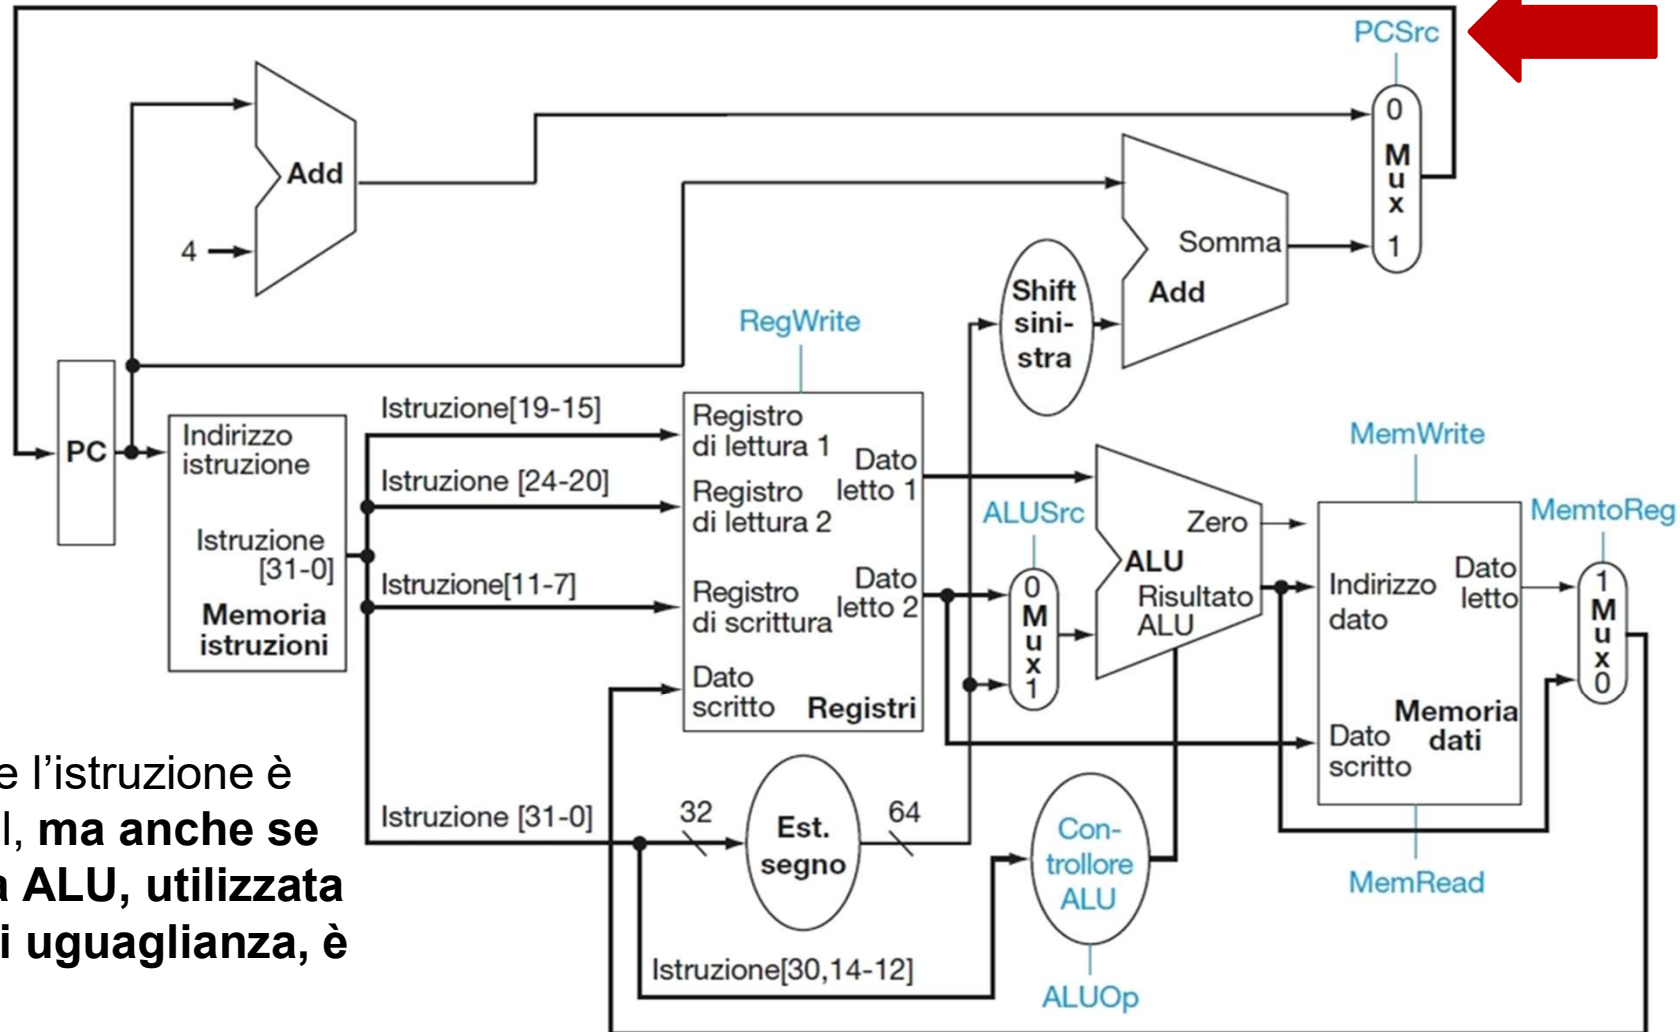 PCSrc
0
M
u
x
1
Add
4
Somma
Add
Shift
sini-
stra
RegWrite
PC
Indirizzo
istruzione
Istruzione
[31-0]
Memoria
istruzioni
Istruzione[19-15]
Istruzione [24-20]
Istruzione[11-7]
Registro
di lettura 1
Registro
di lettura 2
Registro
di scrittura
Dato
scritto
Dato
letto 1
Dato
letto 2
Registri
ALUSrc
0
M
u
x
1
Zero
ALU
Risultato
ALU
MemWrite
Indirizzo
dato
Dato
letto
Memoria
dati
Dato
scritto
MemRead
MemtoReg
1
M
u
x
0
Istruzione [31-0]
32
Est.
segno
64
Con-
trollore
ALU
ALUOp
Istruzione[30,14-12]
e l’istruzione è
l, ma anche se
a ALU, utilizzata
i uguaglianza, è